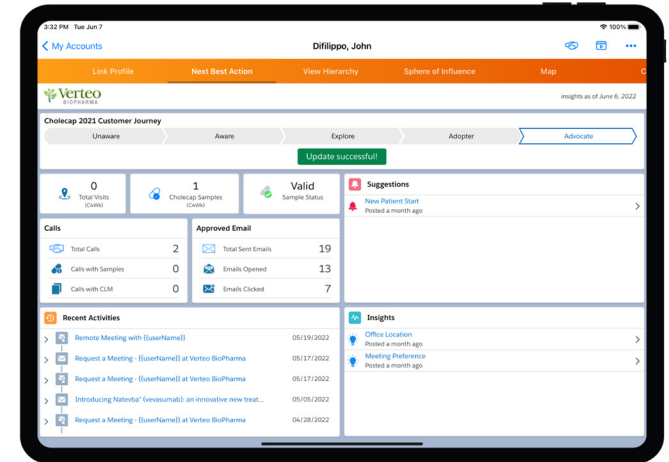 3:32 PM Tue Jun 7
100%
My Accounts
Difilippo, John
Link Profile
Next Best Action
View Hierarchy
Sphere of Influence
Map
C
Verteo
BIOPHARMA
insights as of June 6, 2022
Cholecap 2021 Customer Journey
Unaware
Aware
Explore
Adopter
Advocate
Update successful!
0
Total Visits
(C4Wk)
1
Cholecap Samples
(C4Wk)
Valid
Sample Status
Suggestions
New Patient Start
Posted a month ago
Calls
Total Calls 2
Calls with Samples 0
Calls with CLM 0
Approved Email
Total Sent Emails 19
Emails Opened 13
Emails Clicked 7
Recent Activities
Remote Meeting with {{userName}} 05/19/2022
Request a Meeting - {{userName}} at Verteo BioPharma 05/17/2022
Request a Meeting - {{userName}} at Verteo BioPharma 05/17/2022
Introducing Natevba® (vevasumab): an innovative new treat... 05/05/2022
Request a Meeting - {{userName}} at Verteo BioPharma 04/28/2022
Insights
Office Location
Posted a month ago
Meeting Preference
Posted a month ago